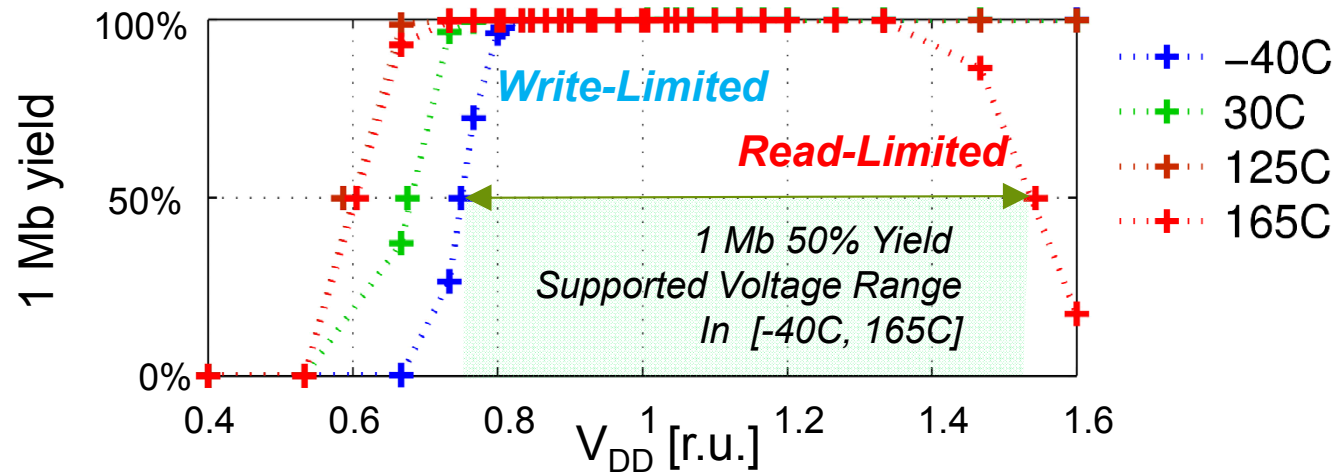 1 Mb yield
100%
50%
0%
Write-Limited
Read-Limited
1 Mb 50% Yield
Supported Voltage Range
In [-40C, 165C]
0.4
0.6
0.8
1
1.2
1.4
1.6
VDD [r.u.]
−40C
30C
125C
165C